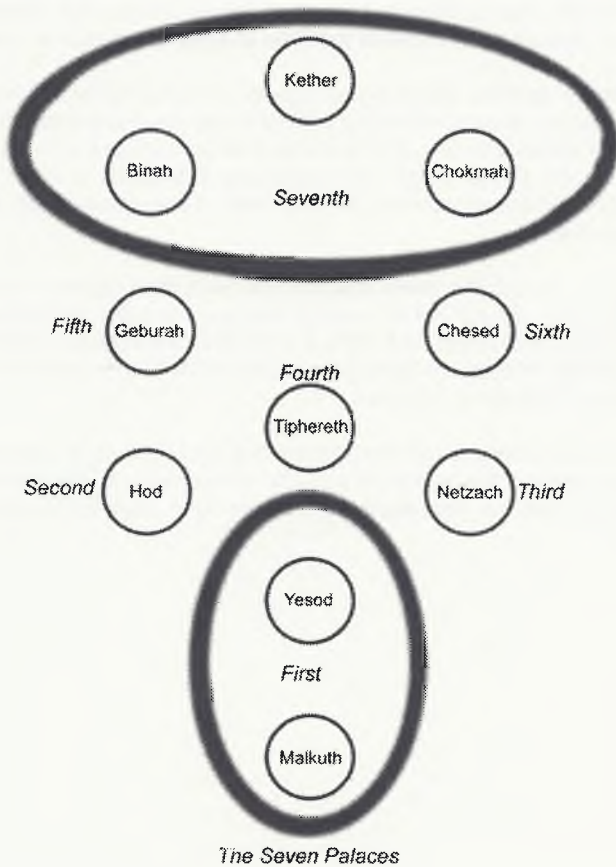 Kether
Binah
Chokmah
Seventh
Fifth Geburah
Chesed Sixth
Fourth
Tiphereth
Second Hod
Netzach Third
Yesod
First
Malkuth
The Seven Palaces